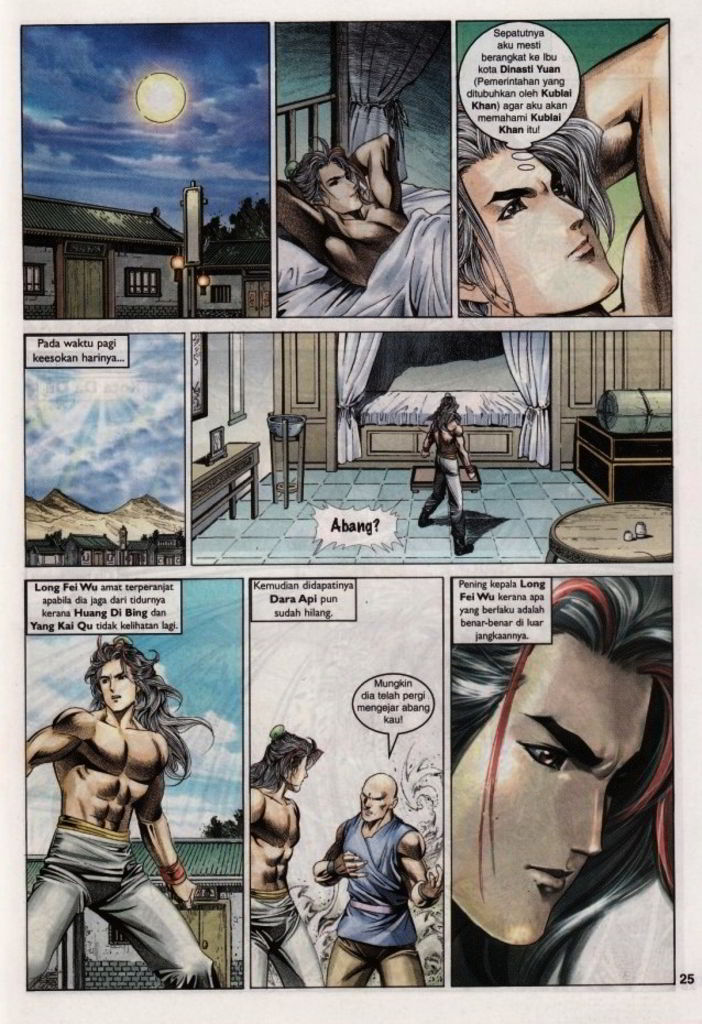 Sepatutnya
aku mesti
berangkat ke Ibu
kota Dinasti Yuan
(Pemerintahan yang
ditubuhkan oleh Kublai
Khan) agar aku akan
memahami Kublai
Khan itu!
Pada waktu pagi
keesokan harinya...
Abang?
Long Fei Wu amat terperanjat
apabila dia jaga dari tidurnya
kerana Huang Di Bing dan
Yang Kai Qu tidak kelihatan lagi.
Kemudian didapatinya
Dara Api pun
sudah hilang.
Mungkin
dia telah pergi
mengejar abang
kau!
Pening kepala Long
Fei Wu kerana apa
yang berlaku adalah
benar-benar di luar
jangkaannya.
25